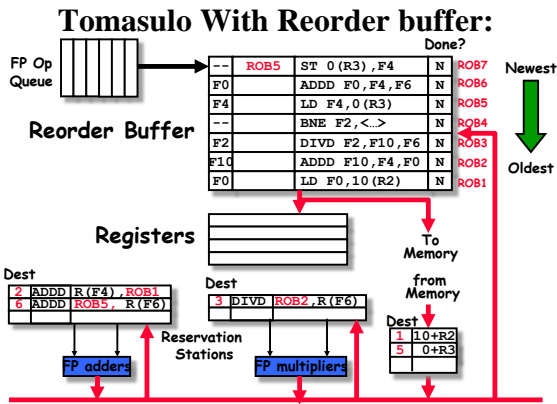 Tomasulo With Reorder buffer:
Done?
FP Op
Queue
-- ROB5 ST 0(R3),F4 N ROB7
F0 ADDD F0,F4,F6 N ROB6
F4 LD F4,0(R3) N ROB5
-- BNE F2,<…> N ROB4
F2 DIVD F2,F10,F6 N ROB3
F10 ADDD F10,F4,F0 N ROB2
F0 LD F0,10(R2) N ROB1
Newest
Oldest
Reorder Buffer
Registers
To
Memory
from
Memory
Dest
2 ADDD R(F4),ROB1
6 ADDD ROB5, R(F6)
Dest
3 DIVD ROB2,R(F6)
Dest
1 10+R2
5 0+R3
Reservation
Stations
FP adders
FP multipliers